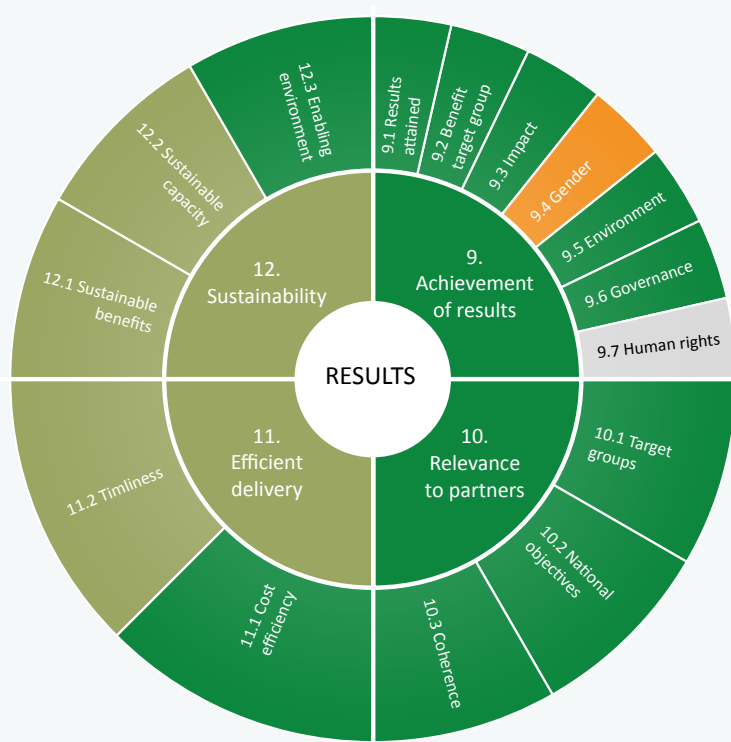 RESULTS
9.
Achievement
of results
9.1 Results
attained
9.2 Benefit
target group
9.3 Impact
9.4 Gender
9.5 Environment
9.6 Governance
9.7 Human rights
10.
Relevance
to partners
10.1 Target
groups
10.2 National
objectives
10.3 Coherence
11.
Efficient
delivery
11.1 Cost
efficiency
11.2 Timliness
12.
Sustainability
12.1 Sustainable
benefits
12.2 Sustainable
capacity
12.3 Enabling
environment